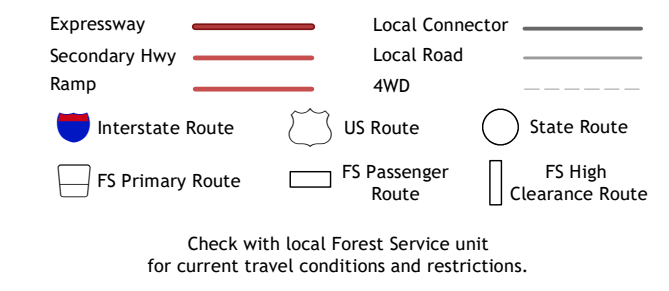 Expressway
Local Connector
Secondary Hwy
Local Road
Ramp
4WD
Interstate Route
US Route
State Route
FS Primary Route
FS Passenger
Route
FS High
Clearance Route
Check with local Forest Service unit
for current travel conditions and restrictions.